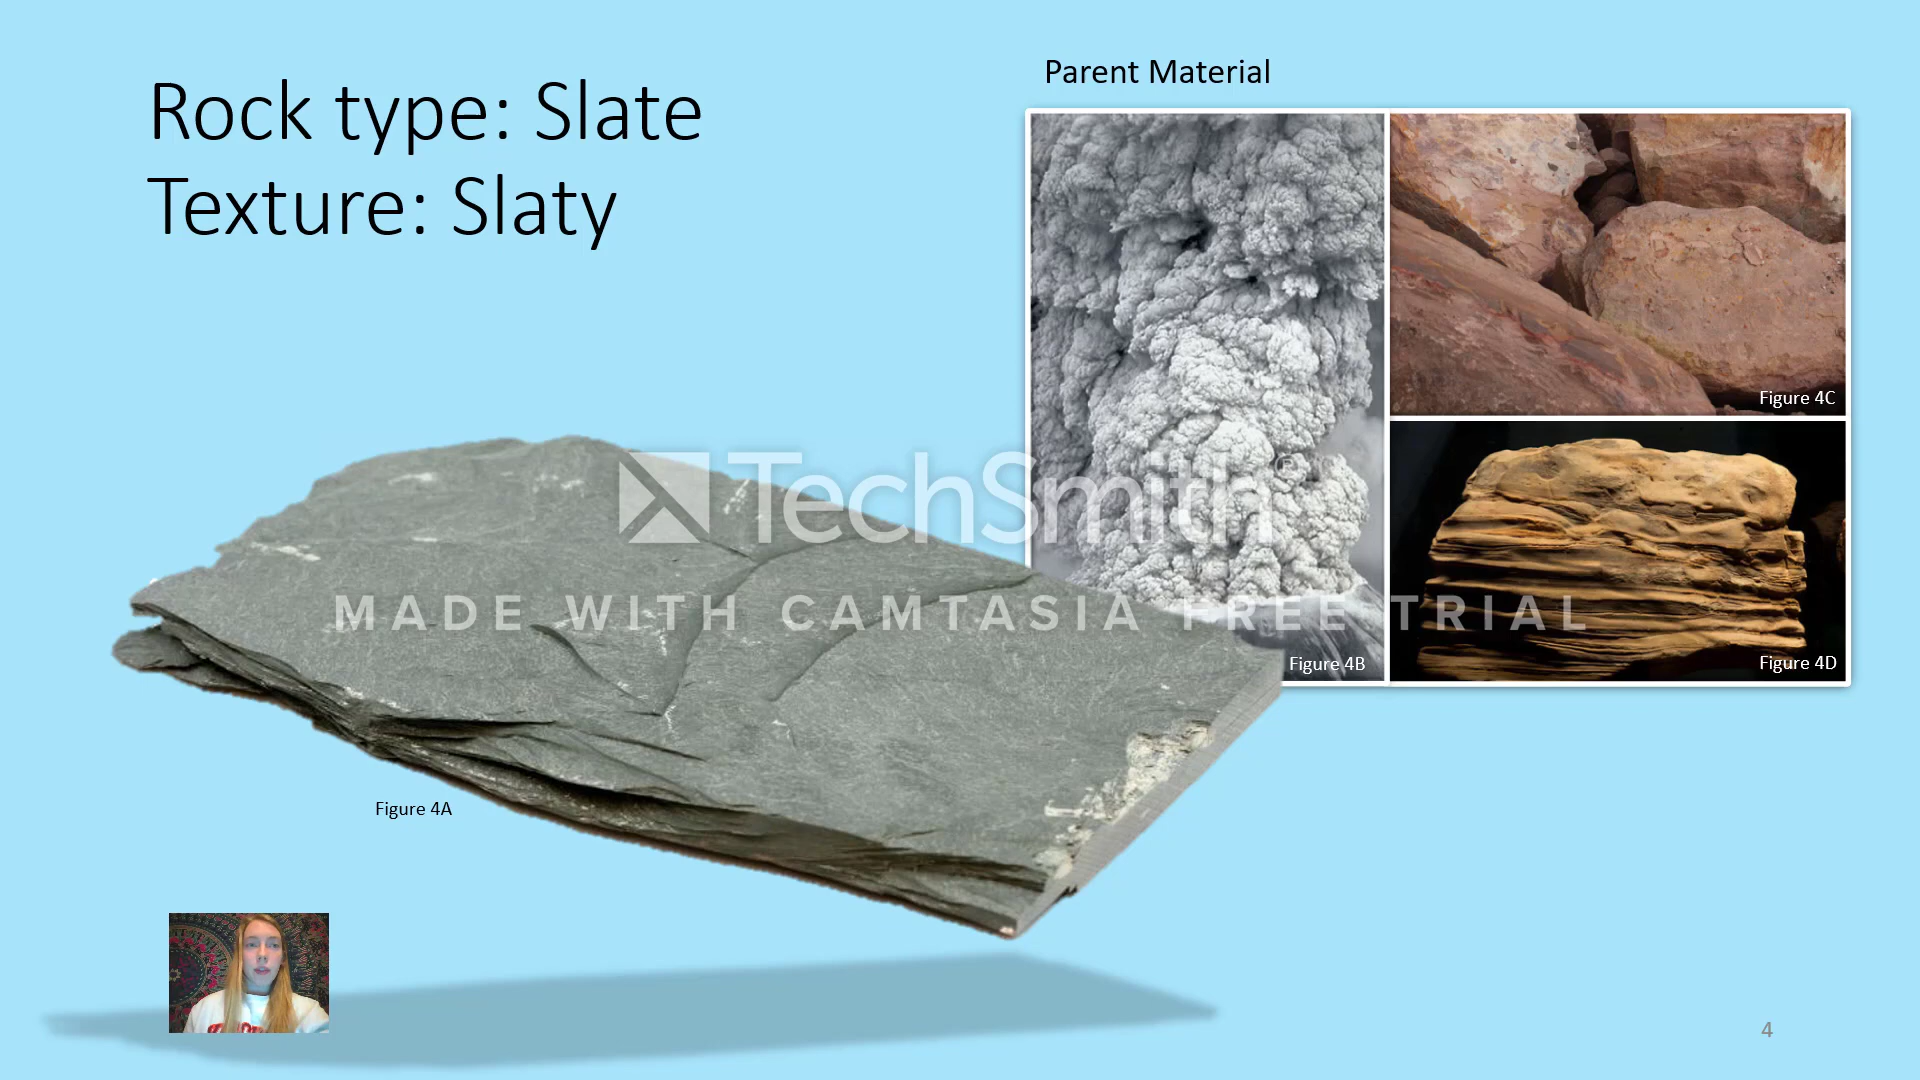 Rock type: Slate
Texture: Slaty
Parent Material
Figure 4C
TechSmith®
MADE WITH CAMTASIA FREE TRIAL
Figure 4B
Figure 4D
Figure 4A
4